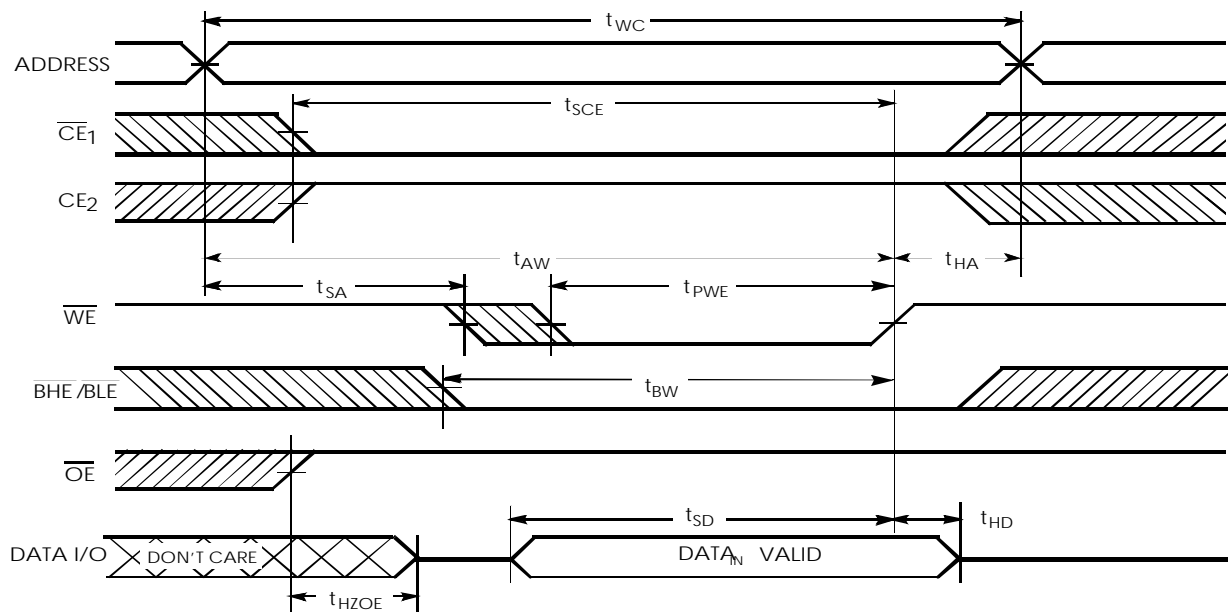 tWC
ADDRESS
tSCE
CE1
CE2
tAW
tHA
tSA
tPWE
WE
BHE/BLE
tBW
OE
tSD
tHD
DATA I/O
DON'T CARE
DATAIN VALID
tHZOE